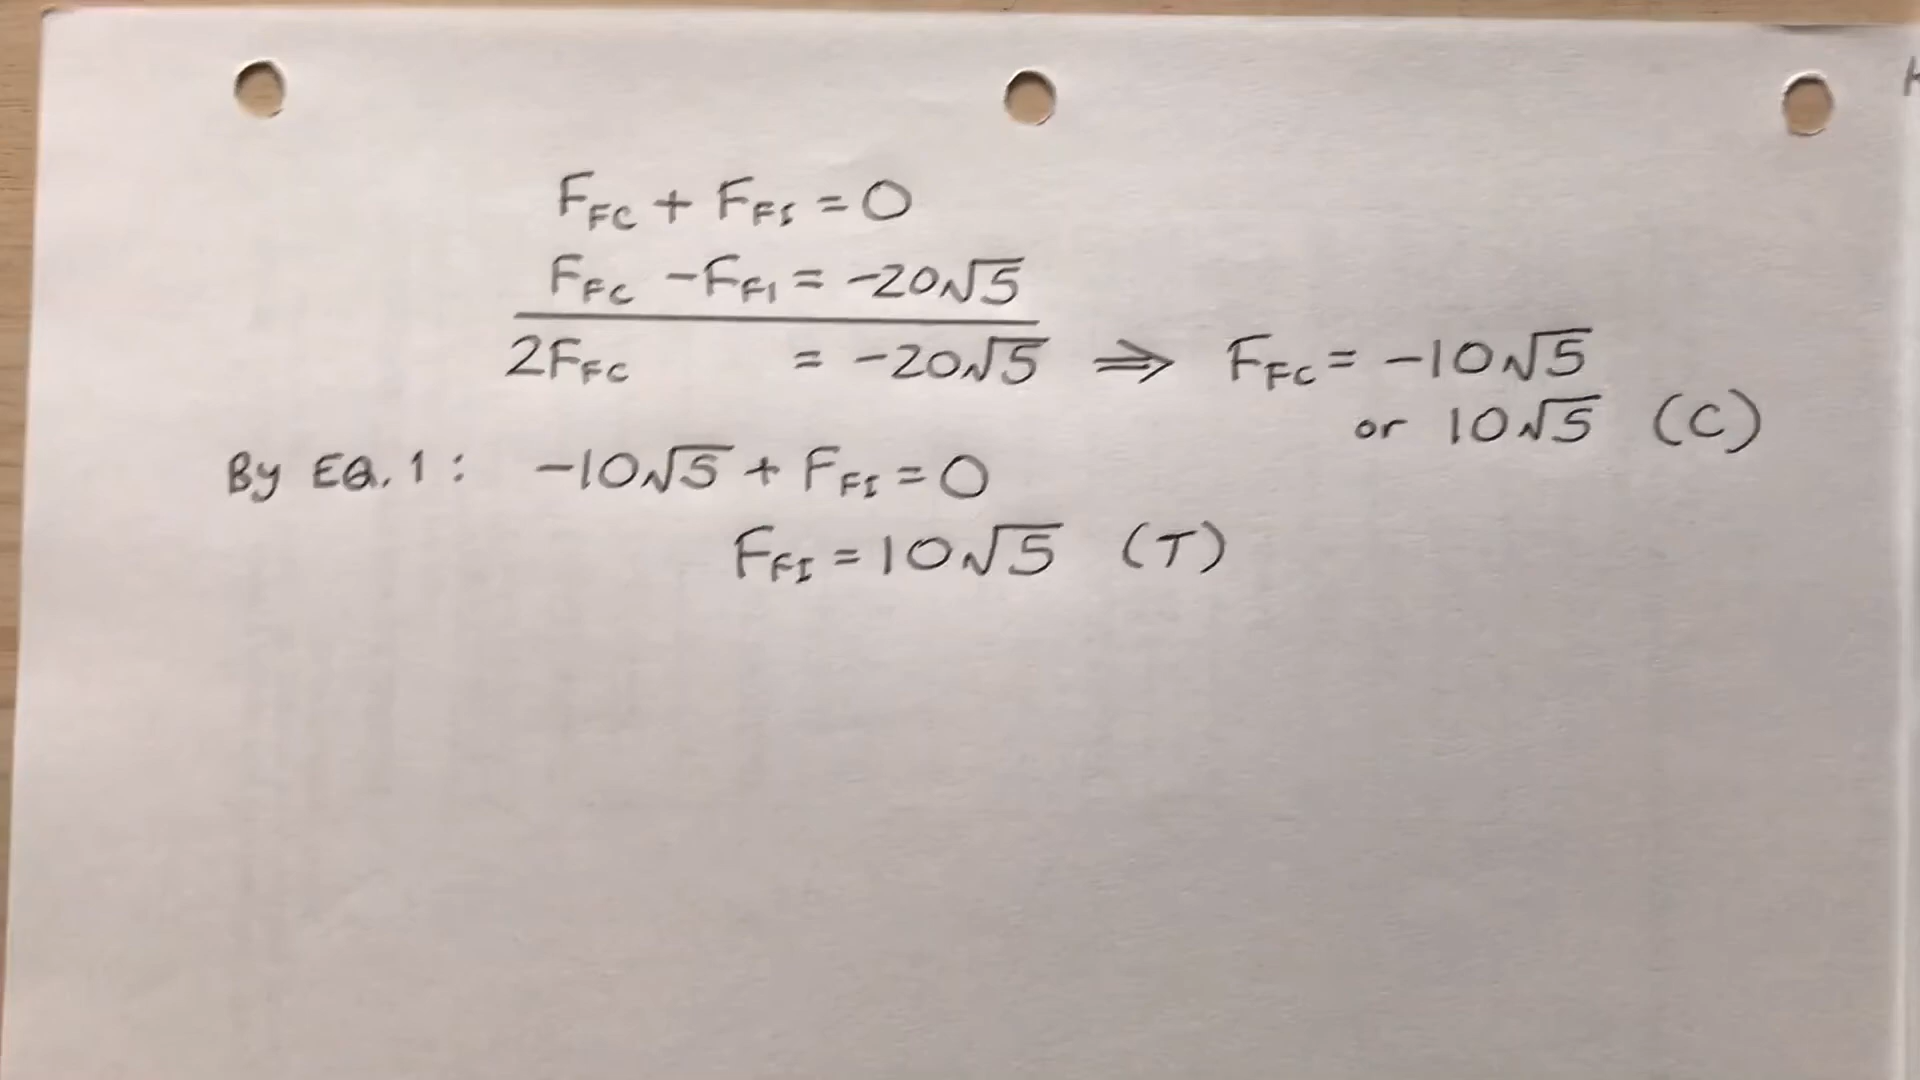 F_FC + F_FI = 0
F_FC - F_FI = -20√5
2F_FC = -20√5 ⇒ F_FC = -10√5
or 10√5 (C)
By EQ. 1: -10√5 + F_FI = 0
F_FI = 10√5 (T)